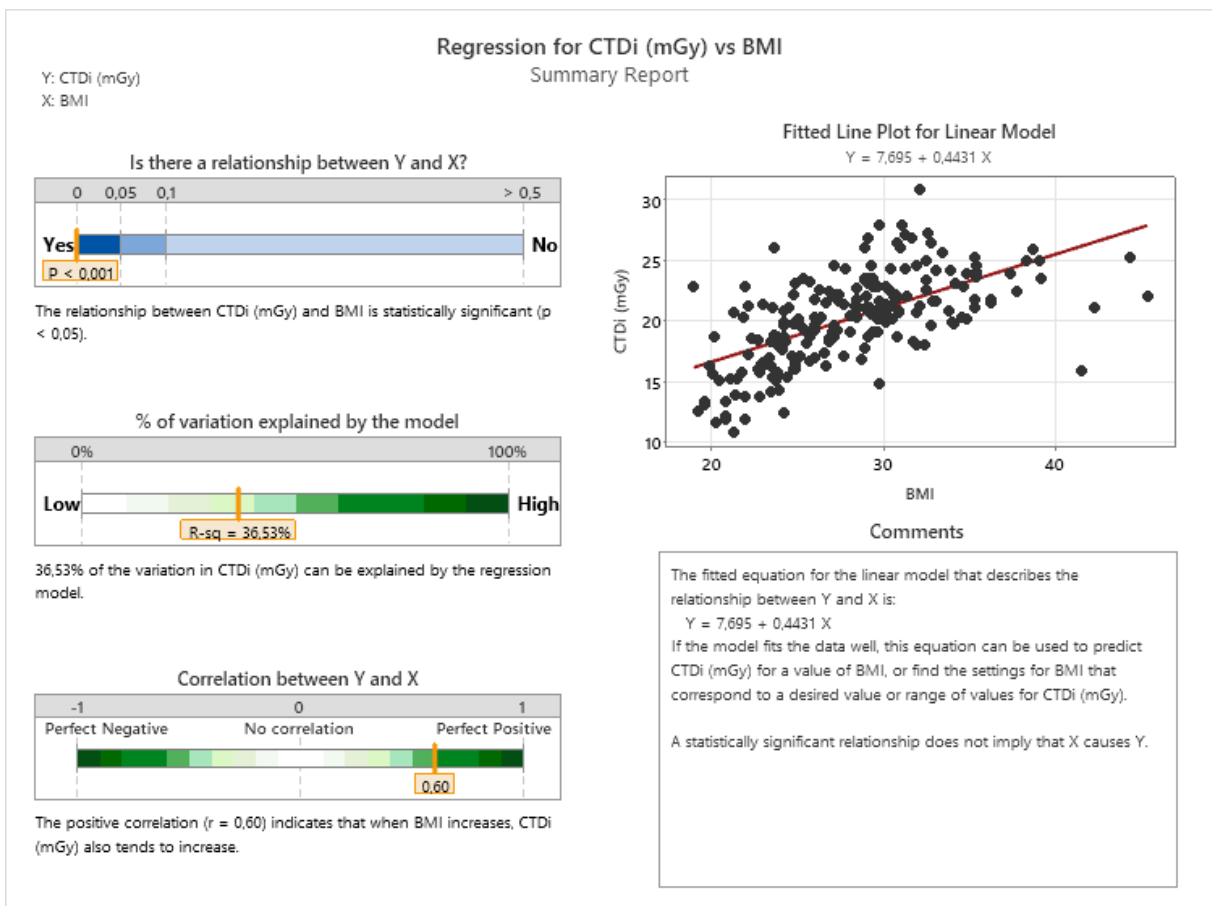 Regression for CTDi (mGy) vs BMI
Summary Report
Y: CTDi (mGy)
X: BMI
Is there a relationship between Y and X?
0 0,05 0,1 > 0,5
Yes No
P < 0,001
The relationship between CTDi (mGy) and BMI is statistically significant (p
< 0,05).
% of variation explained by the model
0% 100%
Low High
R-sq = 36,53%
36,53% of the variation in CTDi (mGy) can be explained by the regression
model.
Correlation between Y and X
-1 0 1
Perfect Negative No correlation Perfect Positive
0,60
The positive correlation (r = 0,60) indicates that when BMI increases, CTDi
(mGy) also tends to increase.
Fitted Line Plot for Linear Model
Y = 7,695 + 0,4431 X
30
25
20
15
10
CTDi (mGy)
20 30 40
BMI
Comments
The fitted equation for the linear model that describes the
relationship between Y and X is:
Y = 7,695 + 0,4431 X
If the model fits the data well, this equation can be used to predict
CTDi (mGy) for a value of BMI, or find the settings for BMI that
correspond to a desired value or range of values for CTDi (mGy).
A statistically significant relationship does not imply that X causes Y.